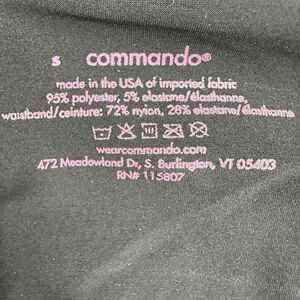 S commando®
made in the USA of imported fabric
95% polyester, 5% elastane/élasthanne,
waistband/ceinture: 72% nylon, 28% elastane/élasthanne
wearcommando.com
472 Meadowland Dr, S. Burlington, VT 05403
RN# 115807